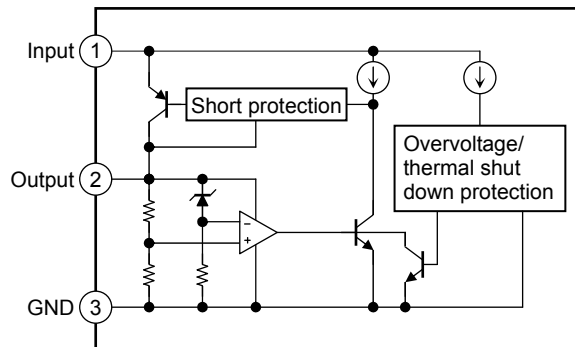 Input 1
Short protection
Overvoltage/
thermal shut
down protection
Output 2
−
+
GND 3